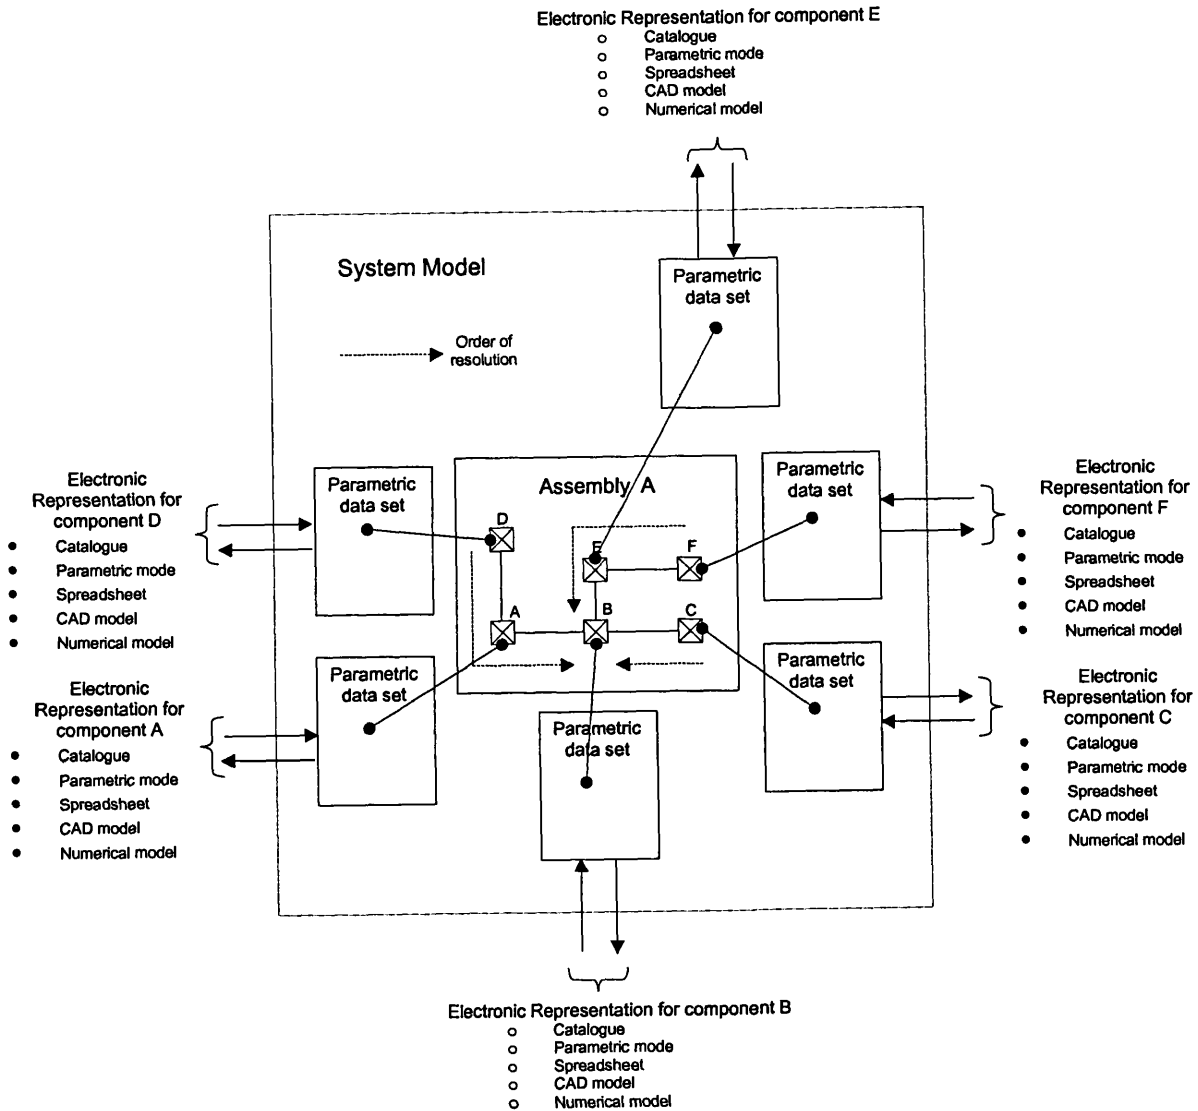 Electronic Representation for component E
o Catalogue
o Parametric mode
o Spreadsheet
o CAD model
o Numerical model
System Model
Parametric
data set
Order of
resolution
Electronic
Representation for
component D
• Catalogue
• Parametric mode
• Spreadsheet
• CAD model
• Numerical model
Parametric
data set
Assembly A
D
E
F
A
B
C
Parametric
data set
Electronic
Representation for
component F
• Catalogue
• Parametric mode
• Spreadsheet
• CAD model
• Numerical model
Electronic
Representation for
component A
• Catalogue
• Parametric mode
• Spreadsheet
• CAD model
• Numerical model
Parametric
data set
Parametric
data set
Parametric
data set
Electronic
Representation for
component C
• Catalogue
• Parametric mode
• Spreadsheet
• CAD model
• Numerical model
Electronic Representation for component B
o Catalogue
o Parametric mode
o Spreadsheet
o CAD model
o Numerical model